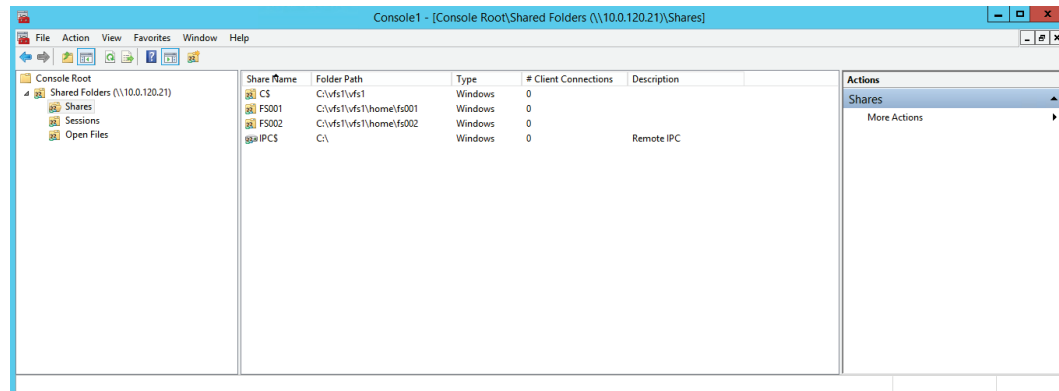 Console1 - [Console Root\Shared Folders (\\10.0.120.21)\Shares]
File Action View Favorites Window Help
Console Root
Shared Folders (\\10.0.120.21)
Shares
Sessions
Open Files
Share Name Folder Path Type # Client Connections Description
C$ C:\vfs1\vfs1 Windows 0
FS001 C:\vfs1\vfs1\home\fs001 Windows 0
FS002 C:\vfs1\vfs1\home\fs002 Windows 0
IPC$ C:\ Windows 0 Remote IPC
Actions
Shares
More Actions